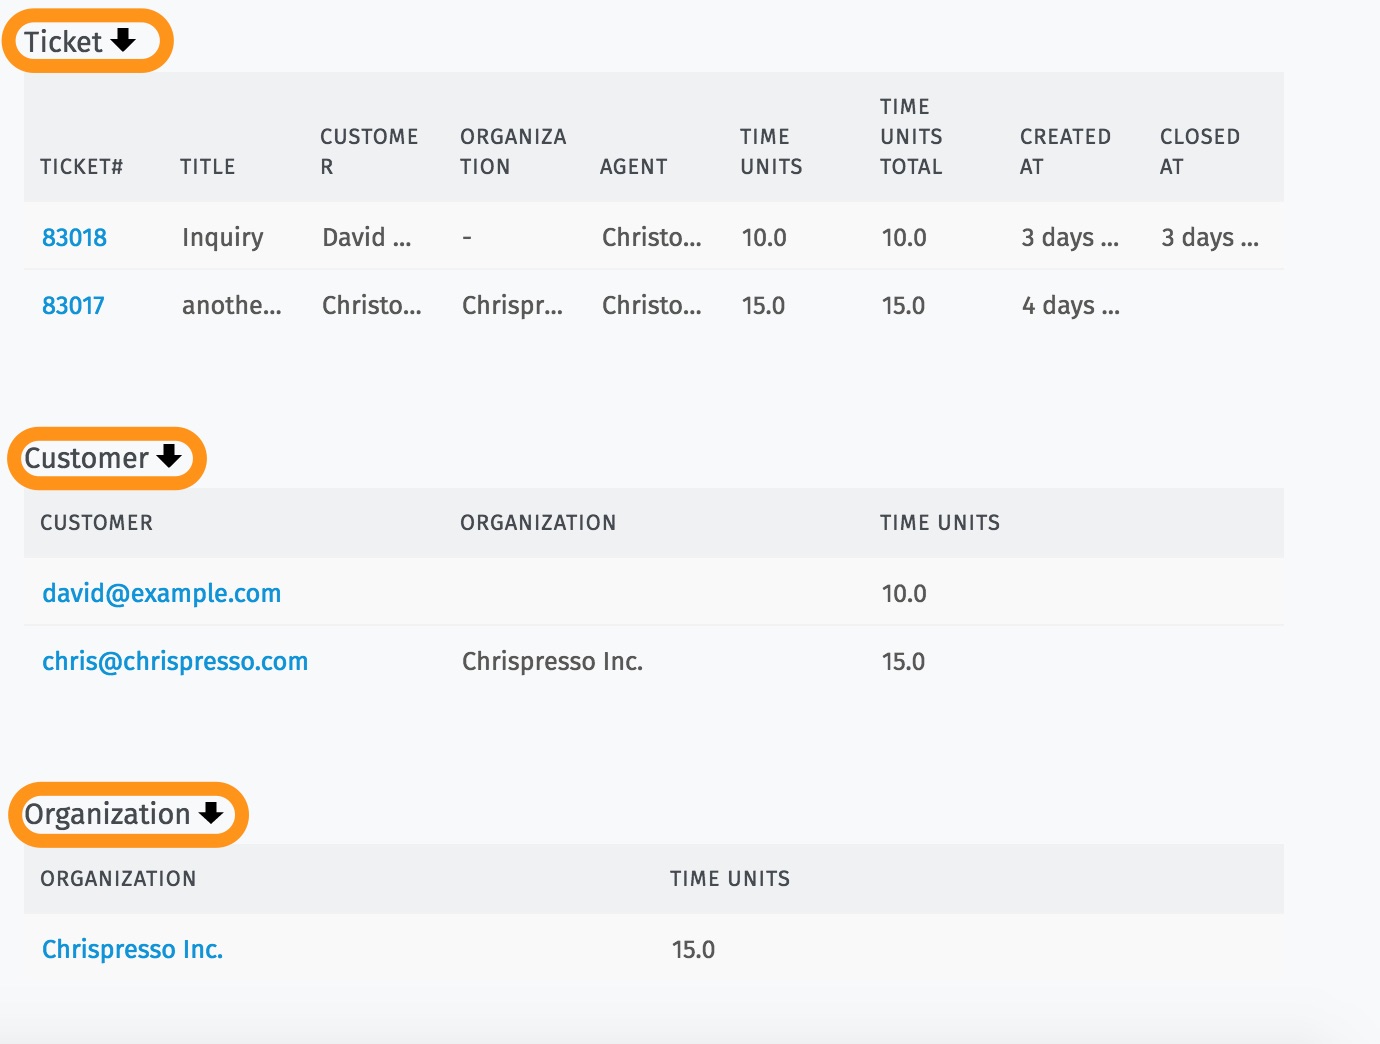 Ticket
TICKET# TITLE CUSTOME
R ORGANIZA
TION AGENT TIME
UNITS TIME
UNITS
TOTAL CREATED
AT CLOSED
AT
83018 Inquiry David ... - Christo... 10.0 10.0 3 days ... 3 days ...
83017 anothe... Christo... Chrispr... Christo... 15.0 15.0 4 days ...
Customer
CUSTOMER ORGANIZATION TIME UNITS
david@example.com 10.0
chris@chrispresso.com Chrispresso Inc. 15.0
Organization
ORGANIZATION TIME UNITS
Chrispresso Inc. 15.0